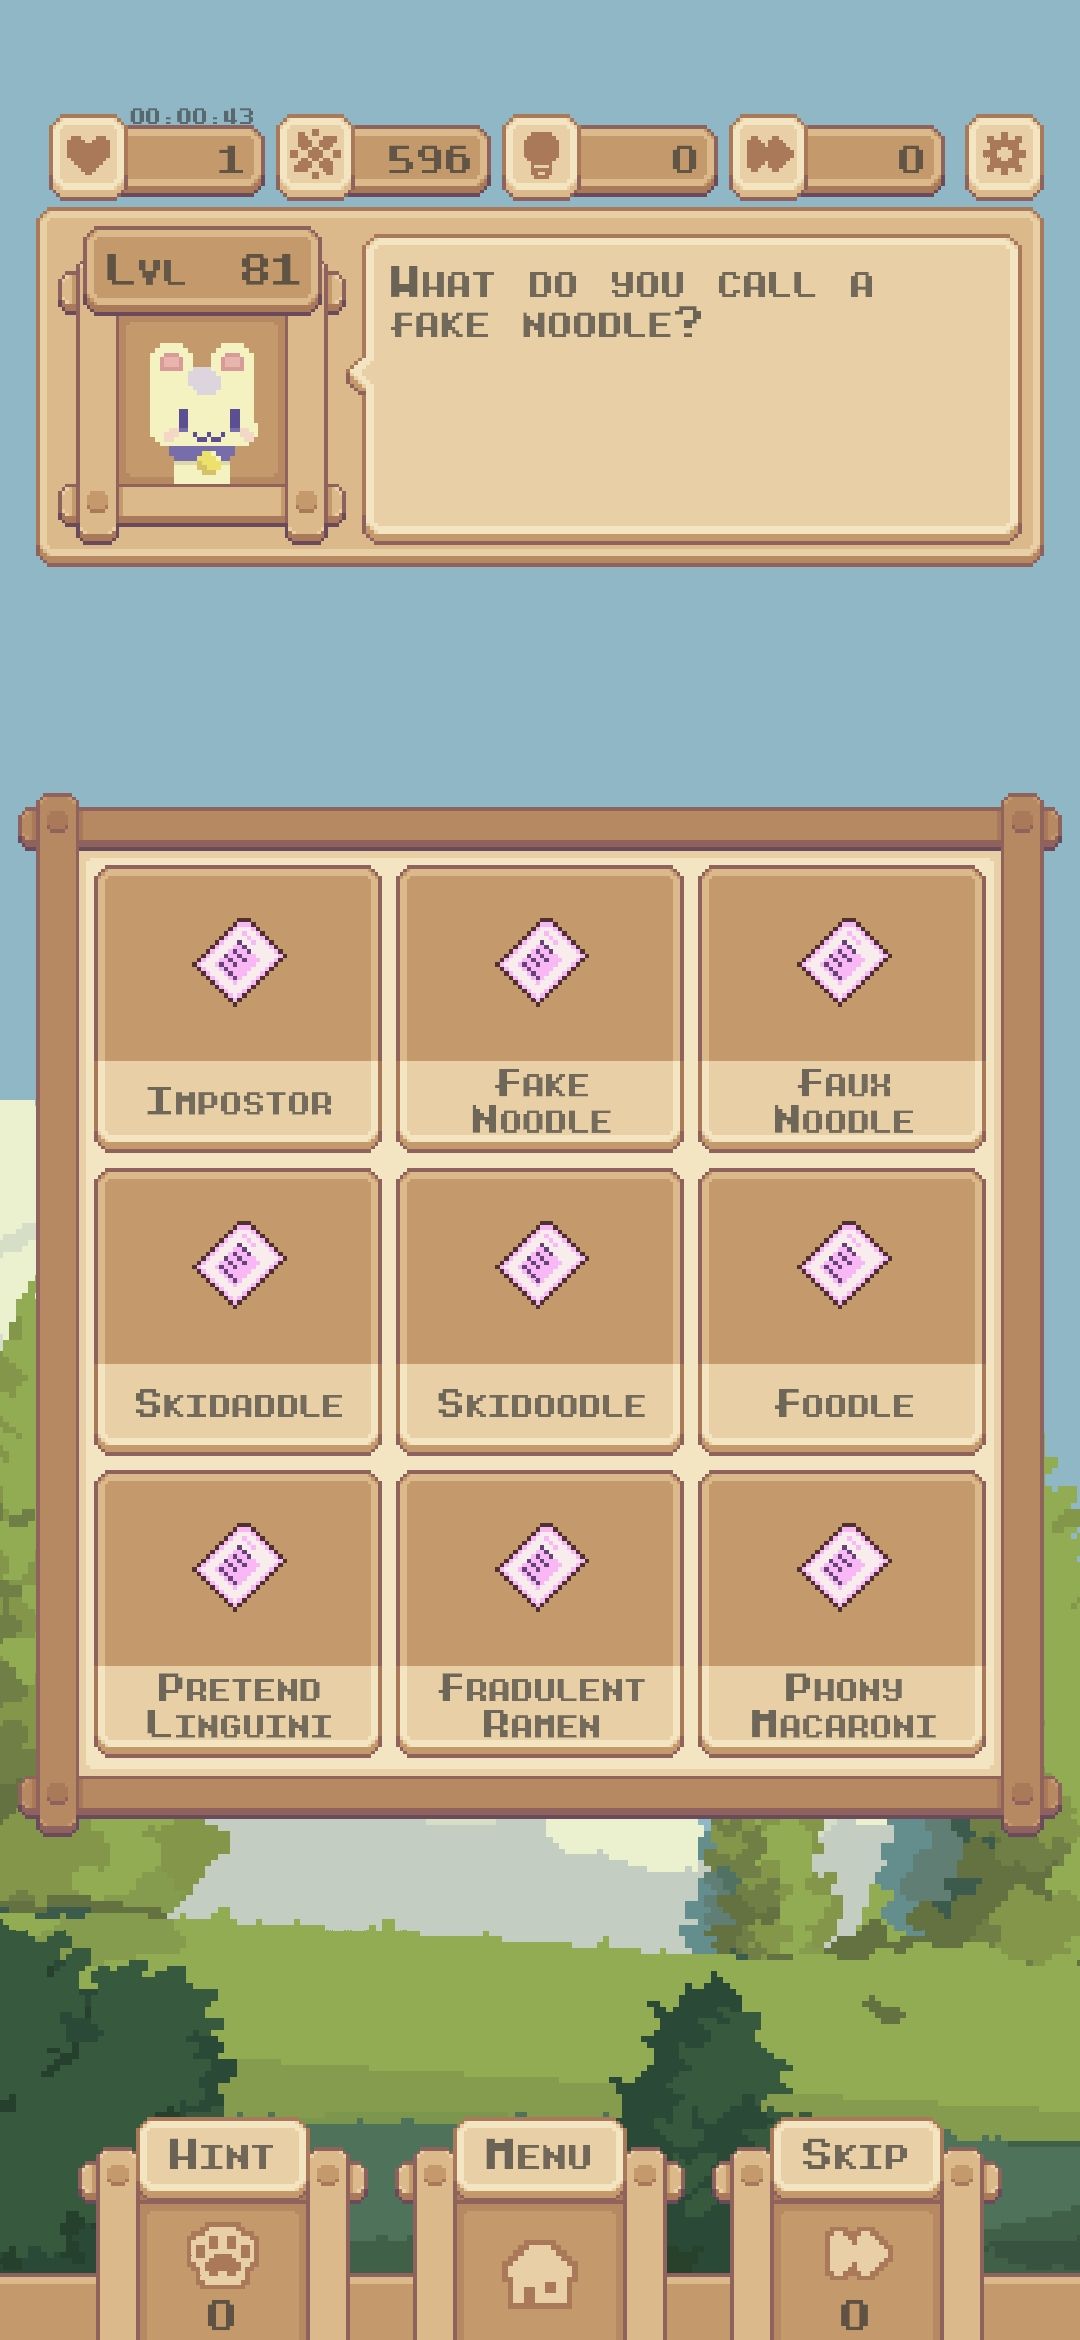 00:00:43
1
596
0
0
Lvl 81
What do you call a
fake noodle?
Impostor
Fake
Noodle
Faux
Noodle
Skidaddle
Skidoodle
Foodle
Pretend
Linguini
Fradulent
Ramen
Phony
Macaroni
Hint
Menu
Skip
0
0